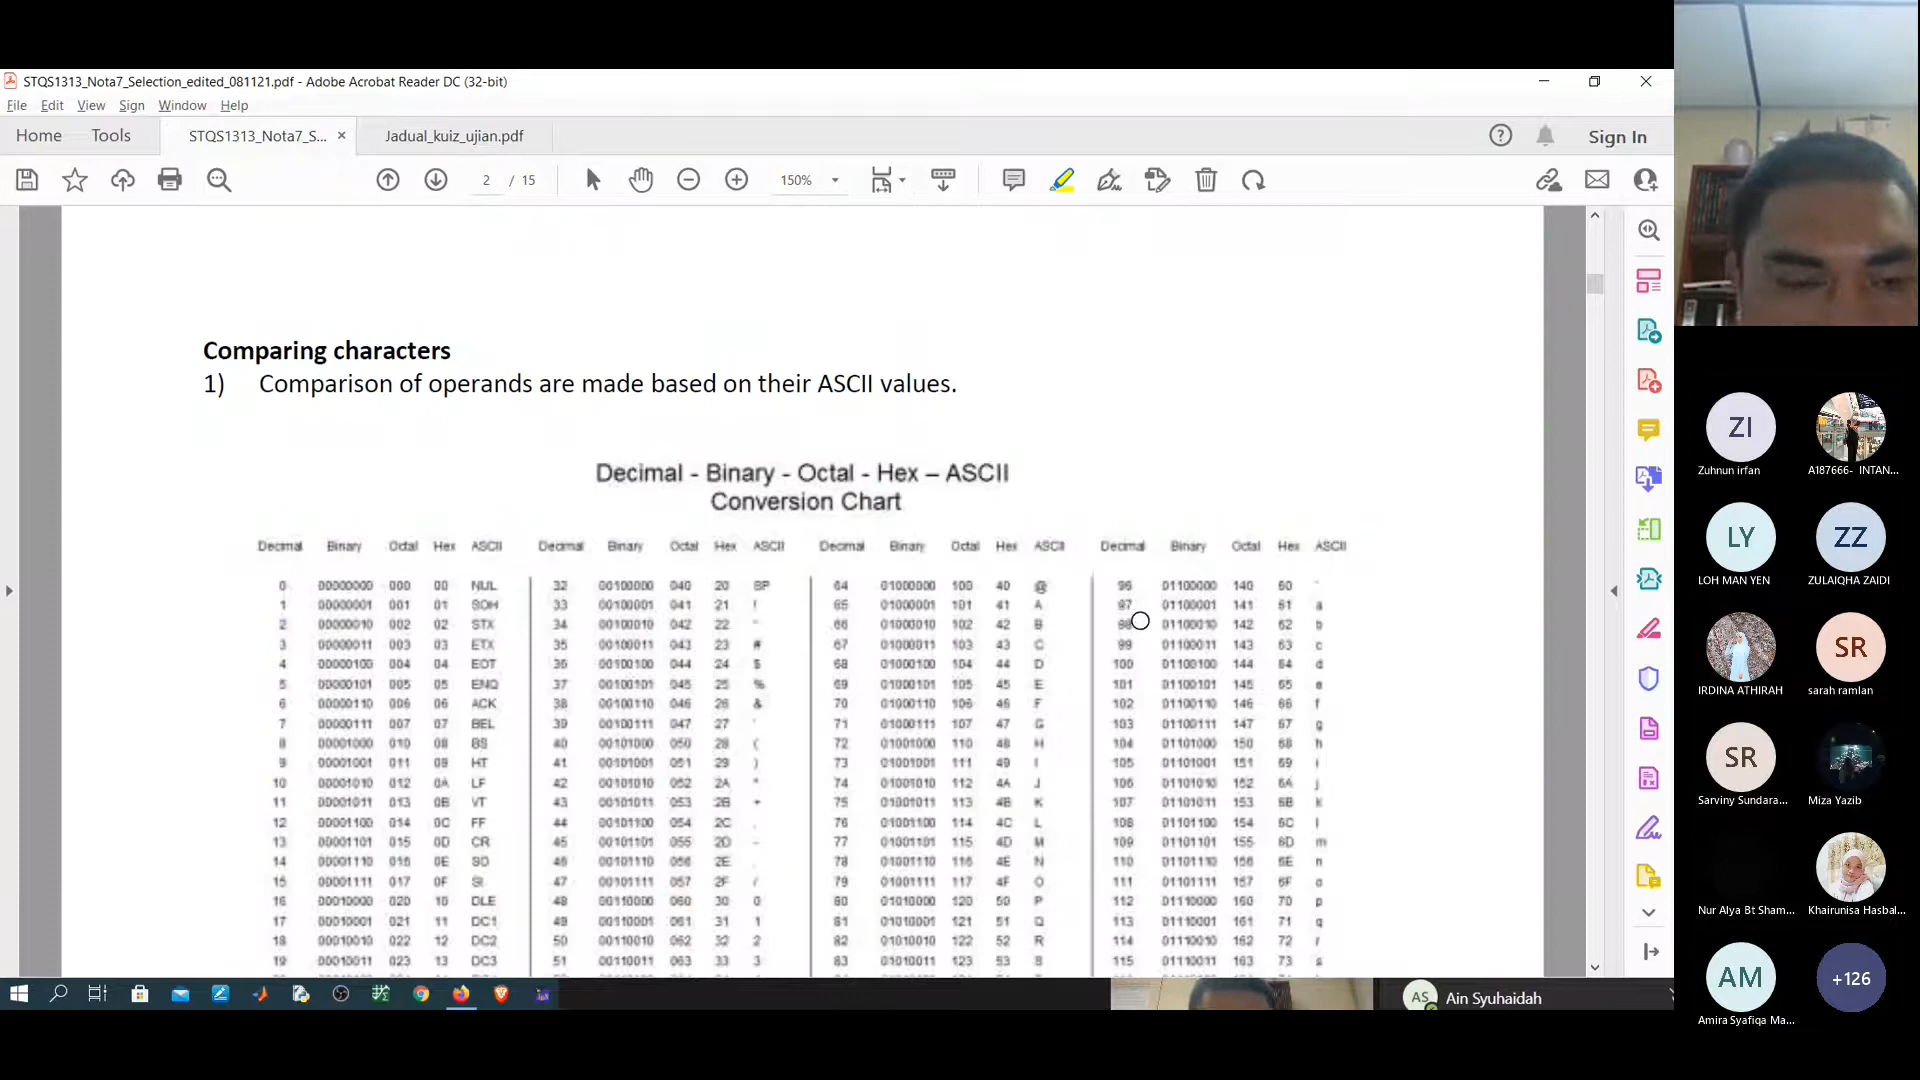 STQS1313_Nota7_Selection_edited_081121.pdf - Adobe Acrobat Reader DC (32-bit)
File Edit View Sign Window Help
Home Tools STQS1313_Nota7_S... × Jadual_kuiz_ujian.pdf Sign In
2 / 15 150%
Comparing characters
1) Comparison of operands are made based on their ASCII values.
Decimal - Binary - Octal - Hex – ASCII
Conversion Chart
Decimal Binary Octal Hex ASCII Decimal Binary Octal Hex ASCII Decimal Binary Octal Hex ASCII Decimal Binary Octal Hex ASCII
0 00000000 000 00 NUL 32 00100000 040 20 SP 64 01000000 100 40 @ 96 01100000 140 60 `
1 00000001 001 01 SOH 33 00100001 041 21 ! 65 01000001 101 41 A 97 01100001 141 61 a
2 00000010 002 02 STX 34 00100010 042 22 " 66 01000010 102 42 B 98 01100010 142 62 b
3 00000011 003 03 ETX 35 00100011 043 23 # 67 01000011 103 43 C 99 01100011 143 63 c
4 00000100 004 04 EOT 36 00100100 044 24 $ 68 01000100 104 44 D 100 01100100 144 64 d
5 00000101 005 05 ENQ 37 00100101 045 25 % 69 01000101 105 45 E 101 01100101 145 65 e
6 00000110 006 06 ACK 38 00100110 046 26 & 70 01000110 106 46 F 102 01100110 146 66 f
7 00000111 007 07 BEL 39 00100111 047 27 ' 71 01000111 107 47 G 103 01100111 147 67 g
8 00001000 010 08 BS 40 00101000 050 28 ( 72 01001000 110 48 H 104 01101000 150 68 h
9 00001001 011 09 HT 41 00101001 051 29 ) 73 01001001 111 49 I 105 01101001 151 69 i
10 00001010 012 0A LF 42 00101010 052 2A * 74 01001010 112 4A J 106 01101010 152 6A j
11 00001011 013 0B VT 43 00101011 053 2B + 75 01001011 113 4B K 107 01101011 153 6B k
12 00001100 014 0C FF 44 00101100 054 2C , 76 01001100 114 4C L 108 01101100 154 6C l
13 00001101 015 0D CR 45 00101101 055 2D - 77 01001101 115 4D M 109 01101101 155 6D m
14 00001110 016 0E SO 46 00101110 056 2E . 78 01001110 116 4E N 110 01101110 156 6E n
15 00001111 017 0F SI 47 00101111 057 2F / 79 01001111 117 4F O 111 01101111 157 6F o
16 00010000 020 10 DLE 48 00110000 060 30 0 80 01010000 120 50 P 112 01110000 160 70 p
17 00010001 021 11 DC1 49 00110001 061 31 1 81 01010001 121 51 Q 113 01110001 161 71 q
18 00010010 022 12 DC2 50 00110010 062 32 2 82 01010010 122 52 R 114 01110010 162 72 r
19 00010011 023 13 DC3 51 00110011 063 33 3 83 01010011 123 53 S 115 01110011 163 73 s
AS Ain Syuhaidah
ZI
Zuhnun irfan A187666- INTAN...
LY ZZ
LOH MAN YEN ZULAIQHA ZAIDI
SR
IRDINA ATHIRAH sarah ramlan
SR
Sarviny Sundara... Miza Yazib
Nur Alya Bt Sham... Khairunisa Hasbal...
AM +126
Amira Syafiqa Ma...